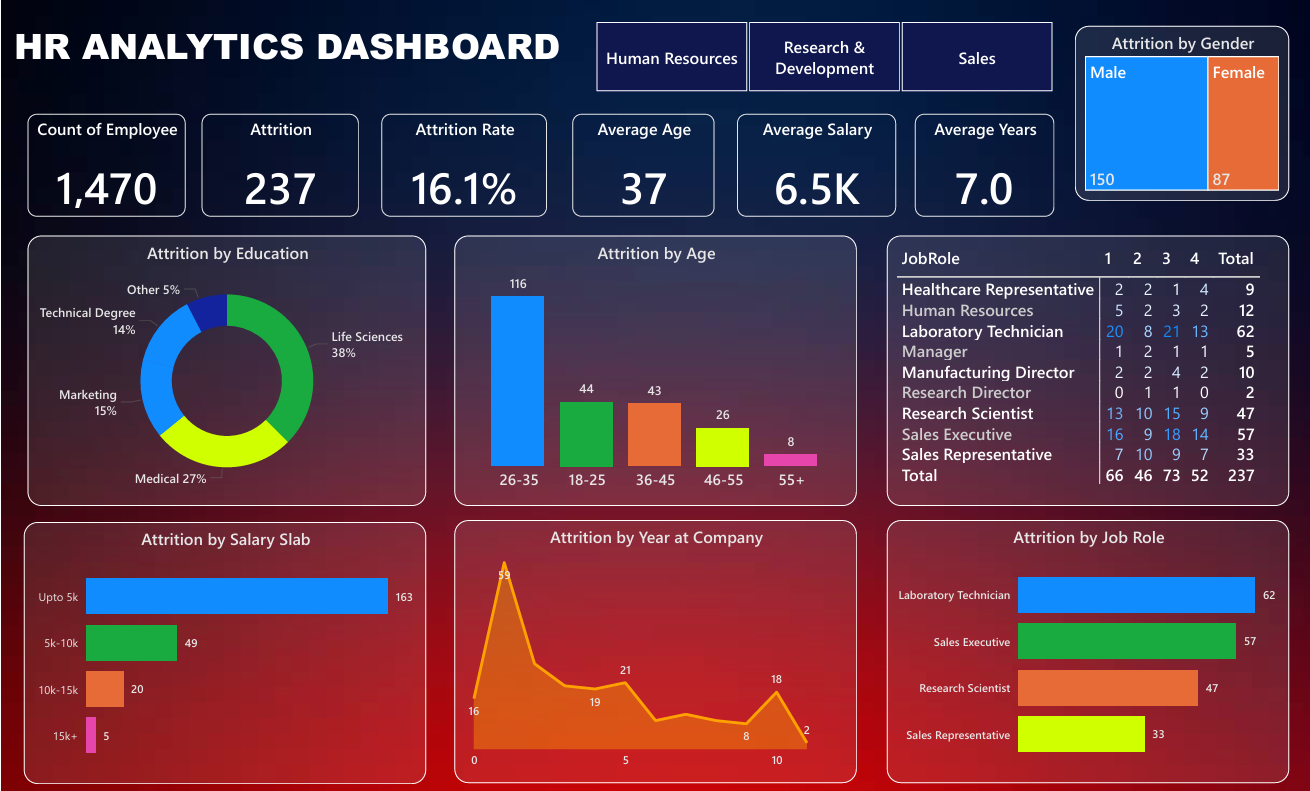 HR ANALYTICS DASHBOARD
Human Resources
Research &
Development
Sales
Attrition by Gender
Male
Female
150
87
Count of Employee
1,470
Attrition
237
Attrition Rate
16.1%
Average Age
37
Average Salary
6.5K
Average Years
7.0
Attrition by Education
Other 5%
Technical Degree
14%
Life Sciences
38%
Marketing
15%
Medical 27%
Attrition by Age
116
44
43
26
8
26-35 18-25 36-45 46-55 55+
JobRole 1 2 3 4 Total
Healthcare Representative 2 2 1 4 9
Human Resources 5 2 3 2 12
Laboratory Technician 20 8 21 13 62
Manager 1 2 1 1 5
Manufacturing Director 2 2 4 2 10
Research Director 0 1 1 0 2
Research Scientist 13 10 15 9 47
Sales Executive 16 9 18 14 57
Sales Representative 7 10 9 7 33
Total 66 46 73 52 237
Attrition by Salary Slab
Upto 5k 163
5k-10k 49
10k-15k 20
15k+ 5
Attrition by Year at Company
59
21
18
19
16
2
8
0 5 10
Attrition by Job Role
Laboratory Technician 62
Sales Executive 57
Research Scientist 47
Sales Representative 33